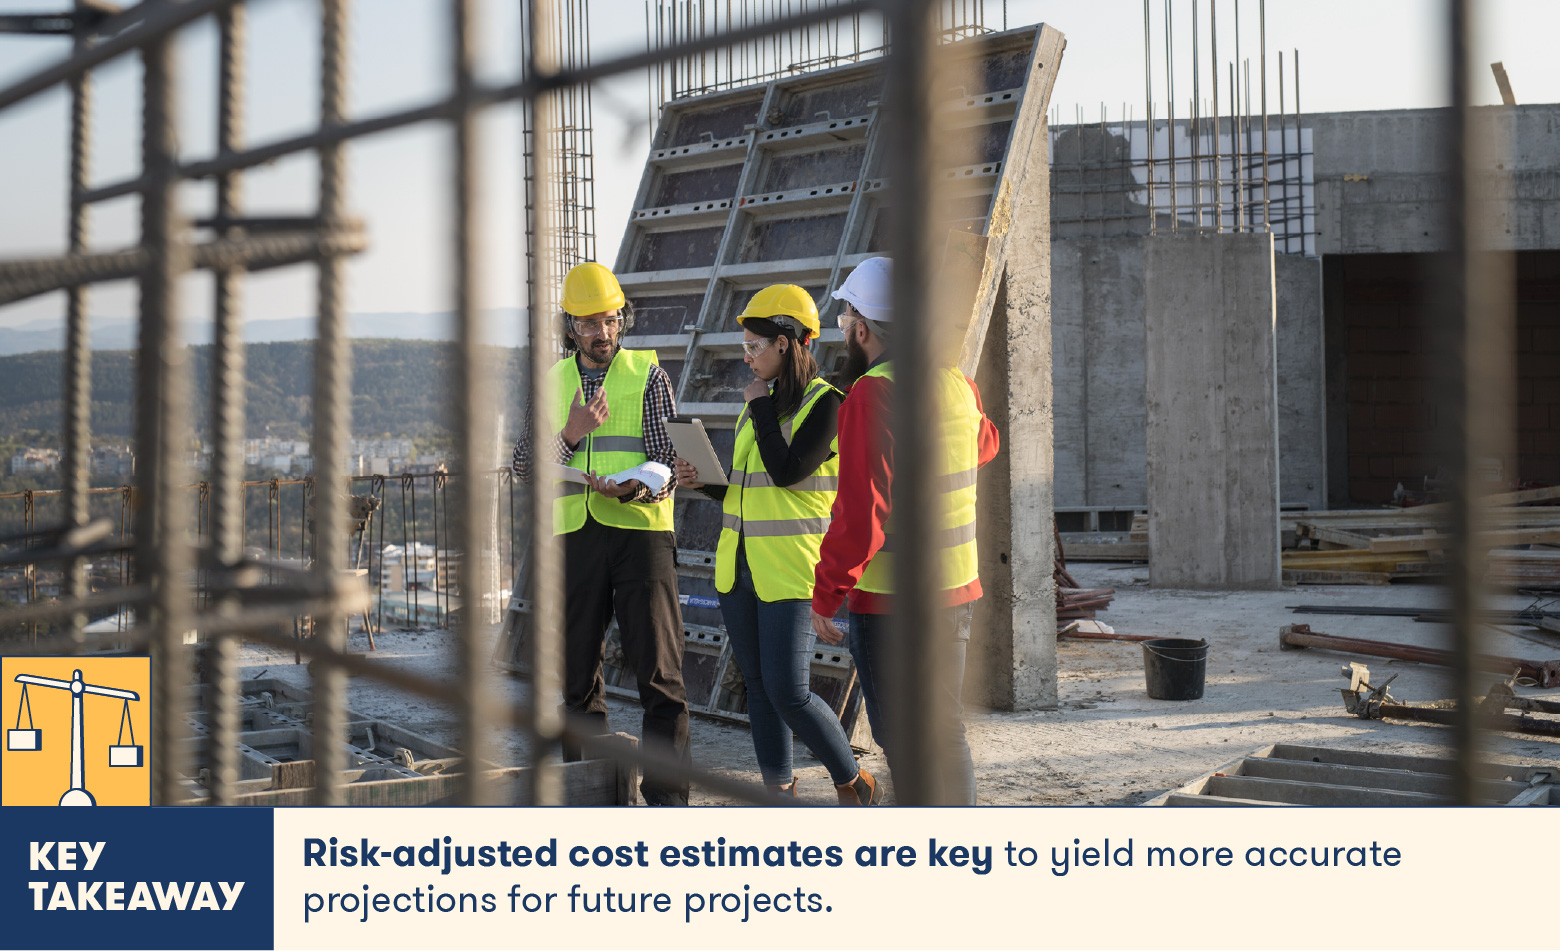 KEY
TAKEAWAY
Risk-adjusted cost estimates are key to yield more accurate
projections for future projects.